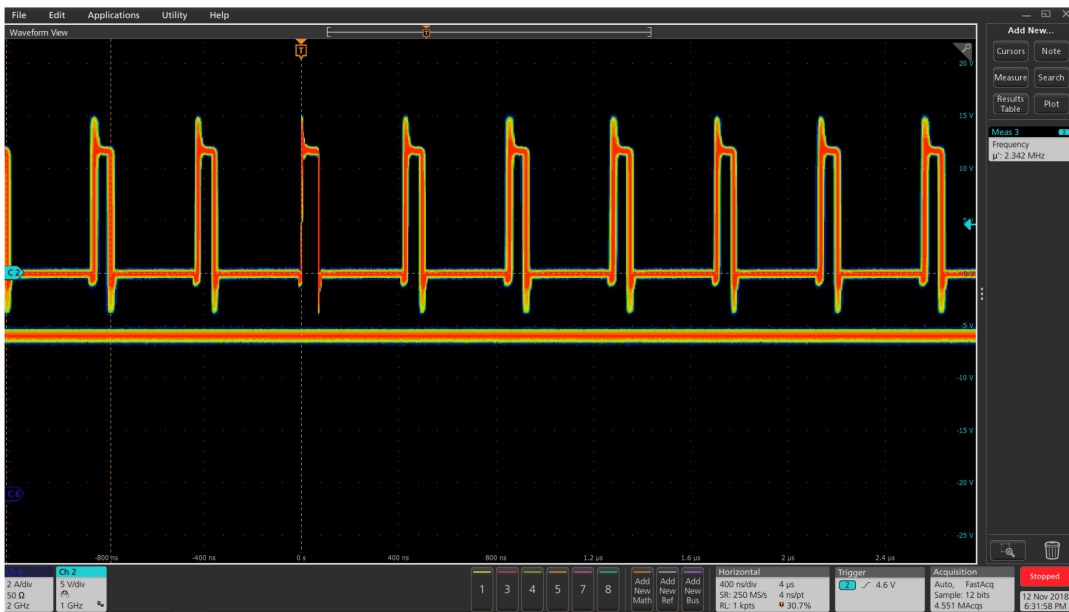 File Edit Applications Utility Help
Waveform View
Add New...
Cursors Note
Measure Search
Results Table Plot
Meas 3 2
Frequency
µ': 2.342 MHz
T
T
20 V
15 V
10 V
5 V
C 2
0 V
-5 V
-10 V
-15 V
-20 V
C 6
-25 V
-800 ns -400 ns 0 s 400 ns 800 ns 1.2 µs 1.6 µs 2 µs 2.4 µs
2 A/div
50 Ω
2 GHz
Ch 2
5 V/div
1 GHz
1 3 4 5 7 8
Add New Math
Add New Ref
Add New Bus
Horizontal
400 ns/div 4 µs
SR: 250 MS/s 4 ns/pt
RL: 1 kpts 30.7%
Trigger
2 4.6 V
Acquisition
Auto, FastAcq
Sample: 12 bits
4.551 MAcqs
Stopped
12 Nov 2018
6:31:58 PM